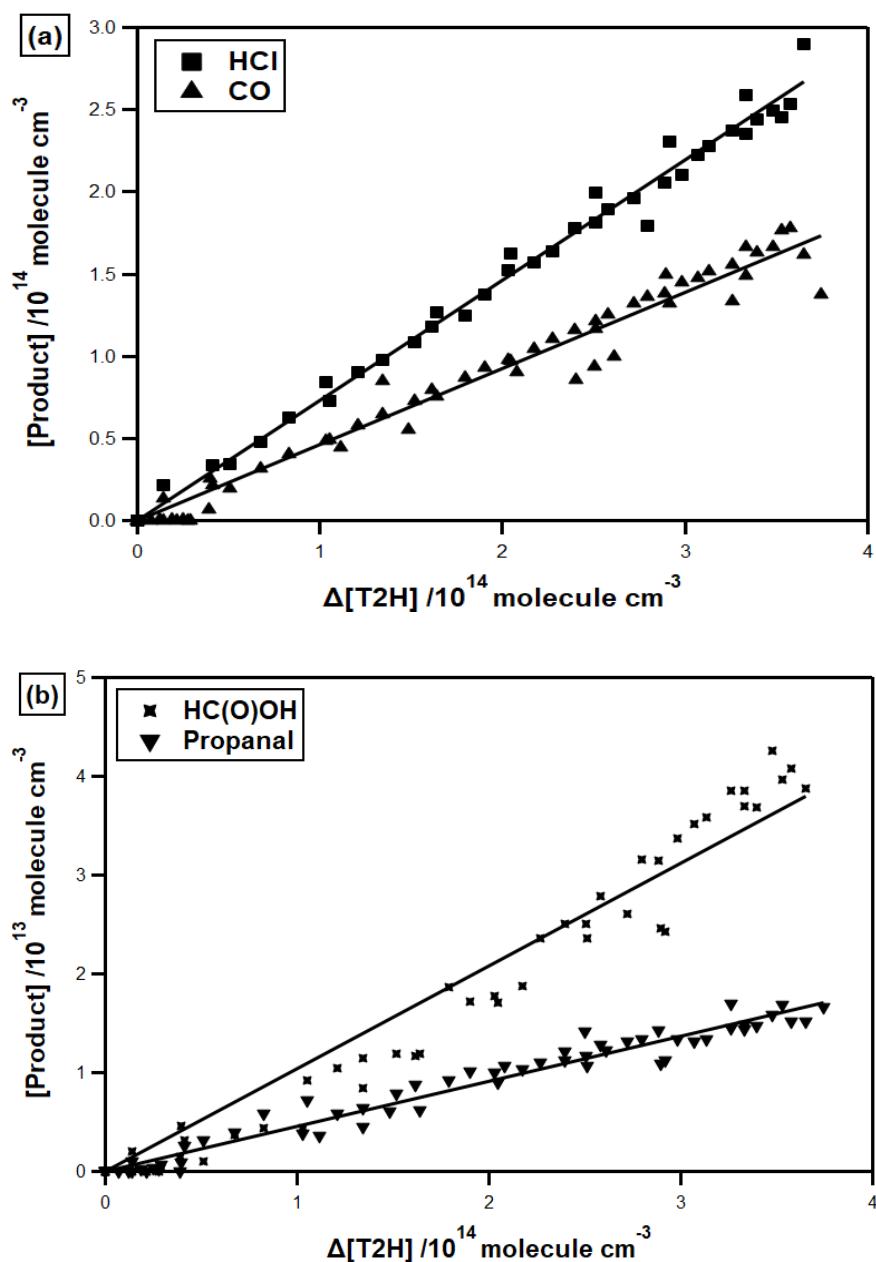 (a)
HCl
CO
[Product] /10^14 molecule cm^-3
3.0
2.5
2.0
1.5
1.0
0.5
0.0
0 1 2 3 4
Δ[T2H] /10^14 molecule cm^-3
(b)
HC(O)OH
Propanal
[Product] /10^13 molecule cm^-3
5
4
3
2
1
0
0 1 2 3 4
Δ[T2H] /10^14 molecule cm^-3